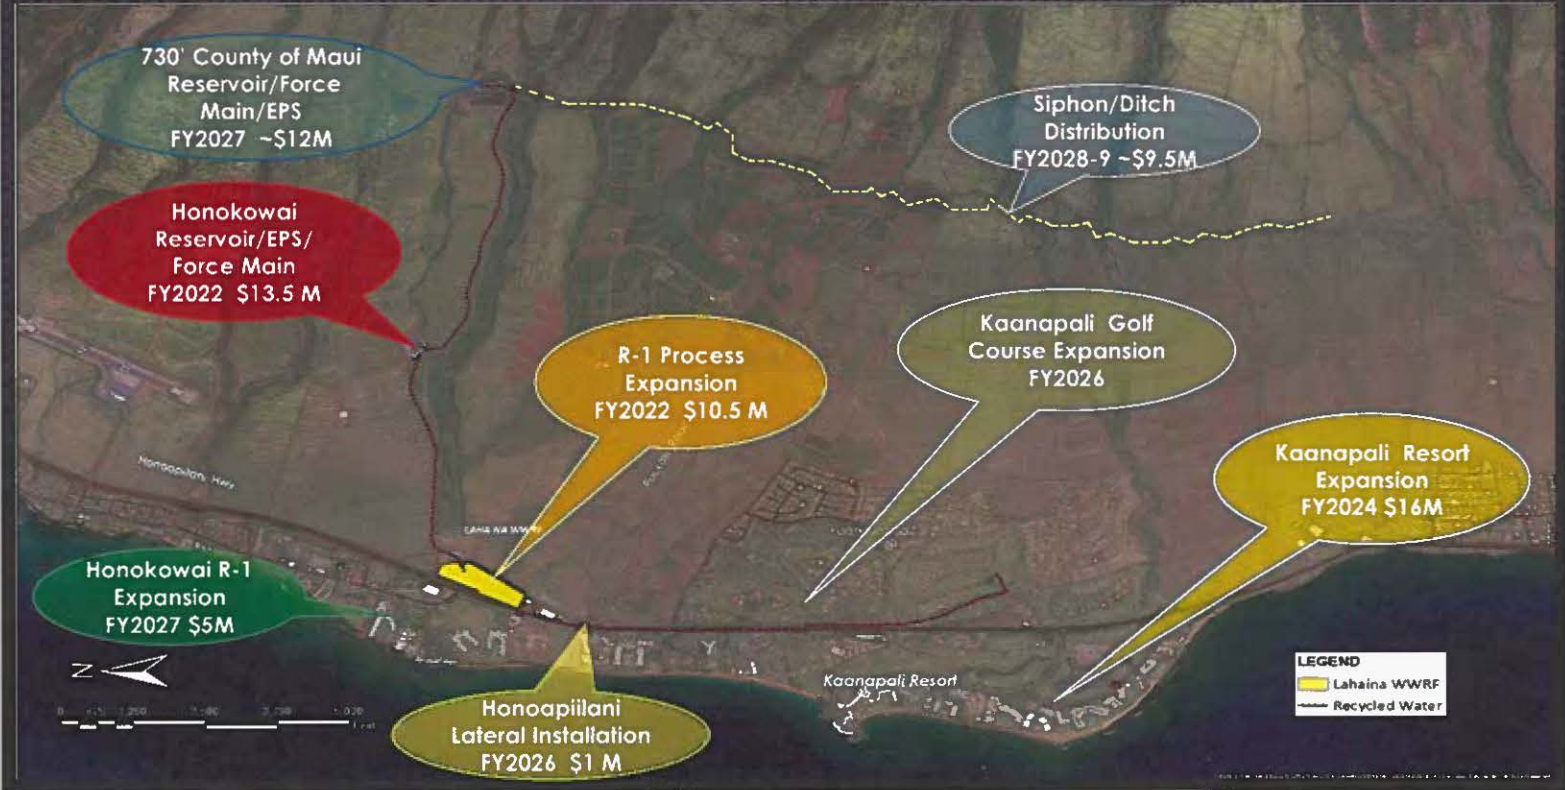 730' County of Maui
Reservoir/Force
Main/EPS
FY2027 ~$12M
Siphon/Ditch
Distribution
FY2028-9 ~$9.5M
Honokowai
Reservoir/EPS/
Force Main
FY2022 $13.5 M
R-1 Process
Expansion
FY2022 $10.5 M
Kaanapali Golf
Course Expansion
FY2026
Kaanapali Resort
Expansion
FY2024 $16M
Honoapiilani Hwy
LAHAINA WWRF
Honokowai R-1
Expansion
FY2027 $5M
Z
Kaanapali Resort
Honoapiilani
Lateral Installation
FY2026 $1 M
LEGEND
Lahaina WWRF
Recycled Water